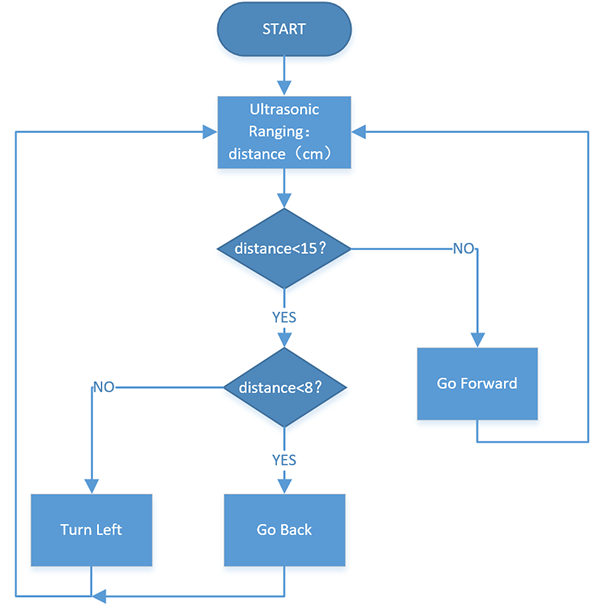 START
Ultrasonic
Ranging：
distance（cm）
distance<15?
NO
YES
distance<8?
NO
Go Forward
YES
Turn Left
Go Back